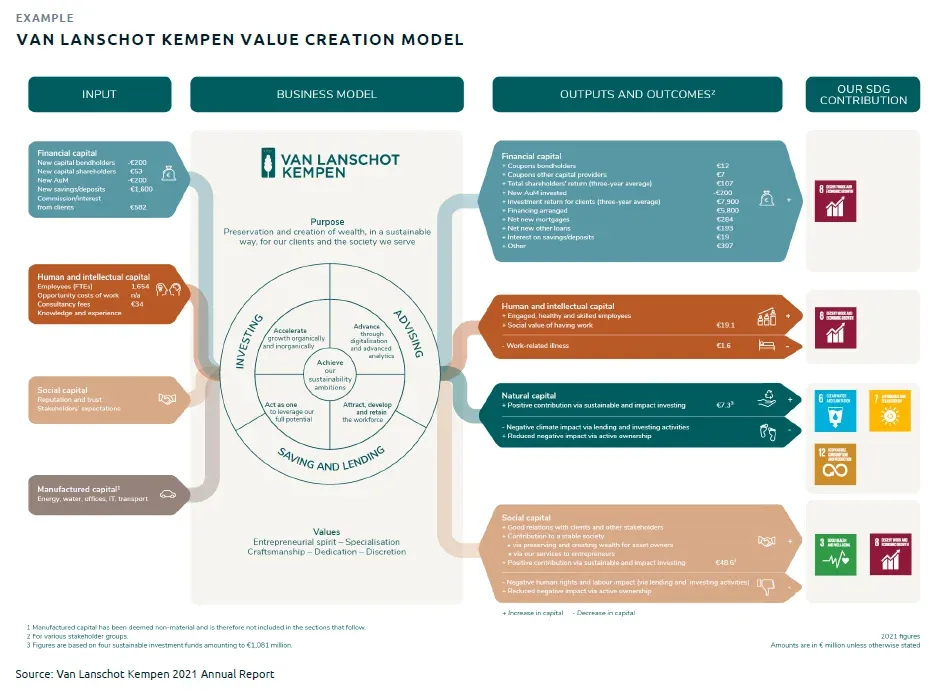 EXAMPLE
VAN LANSCHOT KEMPEN VALUE CREATION MODEL
INPUT
BUSINESS MODEL
OUTPUTS AND OUTCOMES²
OUR SDG
CONTRIBUTION
Financial capital
New capital bondholders -€200
New capital shareholders €53
New AuM -€200
New savings/deposits €1,600
Commission/interest
from clients €582
Human and intellectual capital
Employees (FTEs) 1,654
Opportunity costs of work n/a
Consultancy fees €34
Knowledge and experience
Social capital
Reputation and trust
Stakeholders' expectations
Manufactured capital¹
Energy, water, offices, IT, transport
VAN LANSCHOT
KEMPEN
Purpose
Preservation and creation of wealth, in a sustainable
way, for our clients and the society we serve
INVESTING
ADVISING
SAVING AND LENDING
Accelerate
growth organically
and inorganically
Advance
through
digitalisation
and advanced
analytics
Achieve
our
sustainability
ambitions
Act as one
to leverage our
full potential
Attract, develop
and retain
the workforce
Values
Entrepreneurial spirit – Specialisation
Craftsmanship – Dedication – Discretion
Financial capital
+ Coupons bondholders €12
+ Coupons other capital providers €7
+ Total shareholders' return (three-year average) €107
+ New AuM invested -€200
+ Investment return for clients (three-year average) €7,900
+ Financing arranged €5,800
+ Net new mortgages €284
+ Net new other loans €193
+ Interest on savings/deposits €19
+ Other €397
+
Human and intellectual capital
+ Engaged, healthy and skilled employees
+ Social value of having work €19.1
+
- Work-related illness €1.6
-
Natural capital
+ Positive contribution via sustainable and impact investing €7.3³
+
- Negative climate impact via lending and investing activities
+ Reduced negative impact via active ownership
-
Social capital
+ Good relations with clients and other stakeholders
+ Contribution to a stable society
• via preserving and creating wealth for asset owners
• via our services to entrepreneurs
+ Positive contribution via sustainable and impact investing €48.6³
+
- Negative human rights and labour impact (via lending and investing activities)
+ Reduced negative impact via active ownership
-
+ Increase in capital - Decrease in capital
8 DECENT WORK AND
ECONOMIC GROWTH
8 DECENT WORK AND
ECONOMIC GROWTH
6 CLEAN WATER
AND SANITATION
7
12 RESPONSIBLE
CONSUMPTION
AND PRODUCTION
3 GOOD HEALTH
AND WELL-BEING
8 DECENT WORK AND
ECONOMIC GROWTH
1 Manufactured capital has been deemed non-material and is therefore not included in the sections that follow.
2 For various stakeholder groups.
3 Figures are based on four sustainable investment funds amounting to €1,081 million.
2021 figures
Amounts are in € million unless otherwise stated
Source: Van Lanschot Kempen 2021 Annual Report